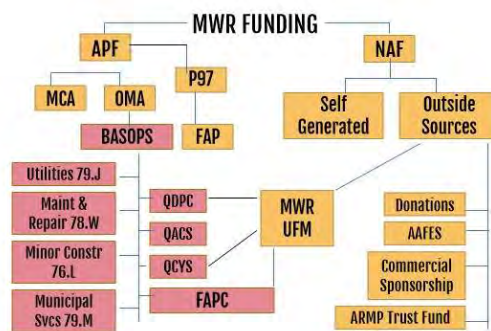 MWR FUNDING
APF
NAF
P97
MCA
OMA
FAP
Self
Generated
Outside
Sources
BASOPS
Utilities 79.J
Maint &
Repair 78.W
Minor Constr
76.L
Municipal
Svcs 79.M
QDPC
QACS
QCYS
FAPC
MWR
UFM
Donations
AAFES
Commercial
Sponsorship
ARMP Trust Fund